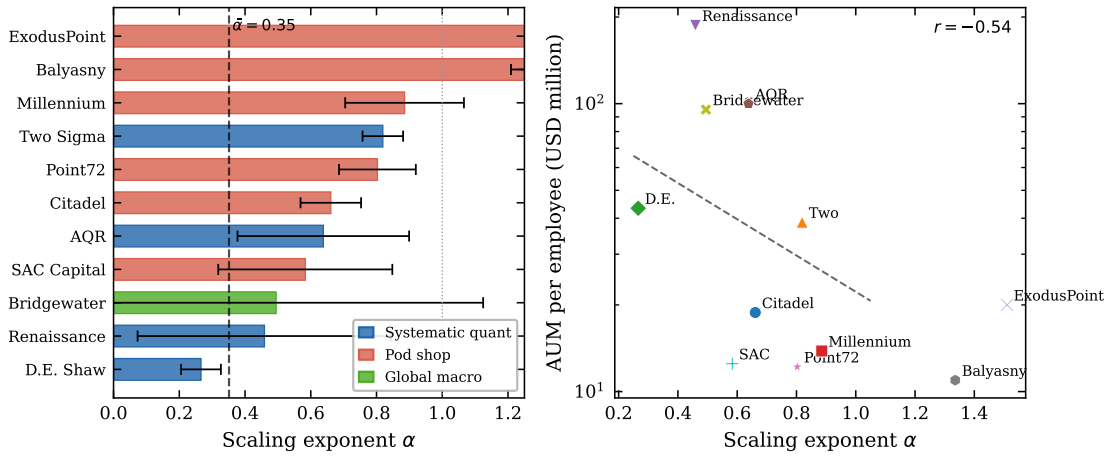 ExodusPoint
Balyasny
Millennium
Two Sigma
Point72
Citadel
AQR
SAC Capital
Bridgewater
Renaissance
D.E. Shaw
ᾱ = 0.35
Systematic quant
Pod shop
Global macro
0.0 0.2 0.4 0.6 0.8 1.0 1.2
Scaling exponent α
AUM per employee (USD million)
10²
10¹
r = −0.54
Renaissance
AQR
Bridgewater
D.E.
Two
ExodusPoint
Citadel
Millennium
SAC
Point72
Balyasny
0.2 0.4 0.6 0.8 1.0 1.2 1.4
Scaling exponent α